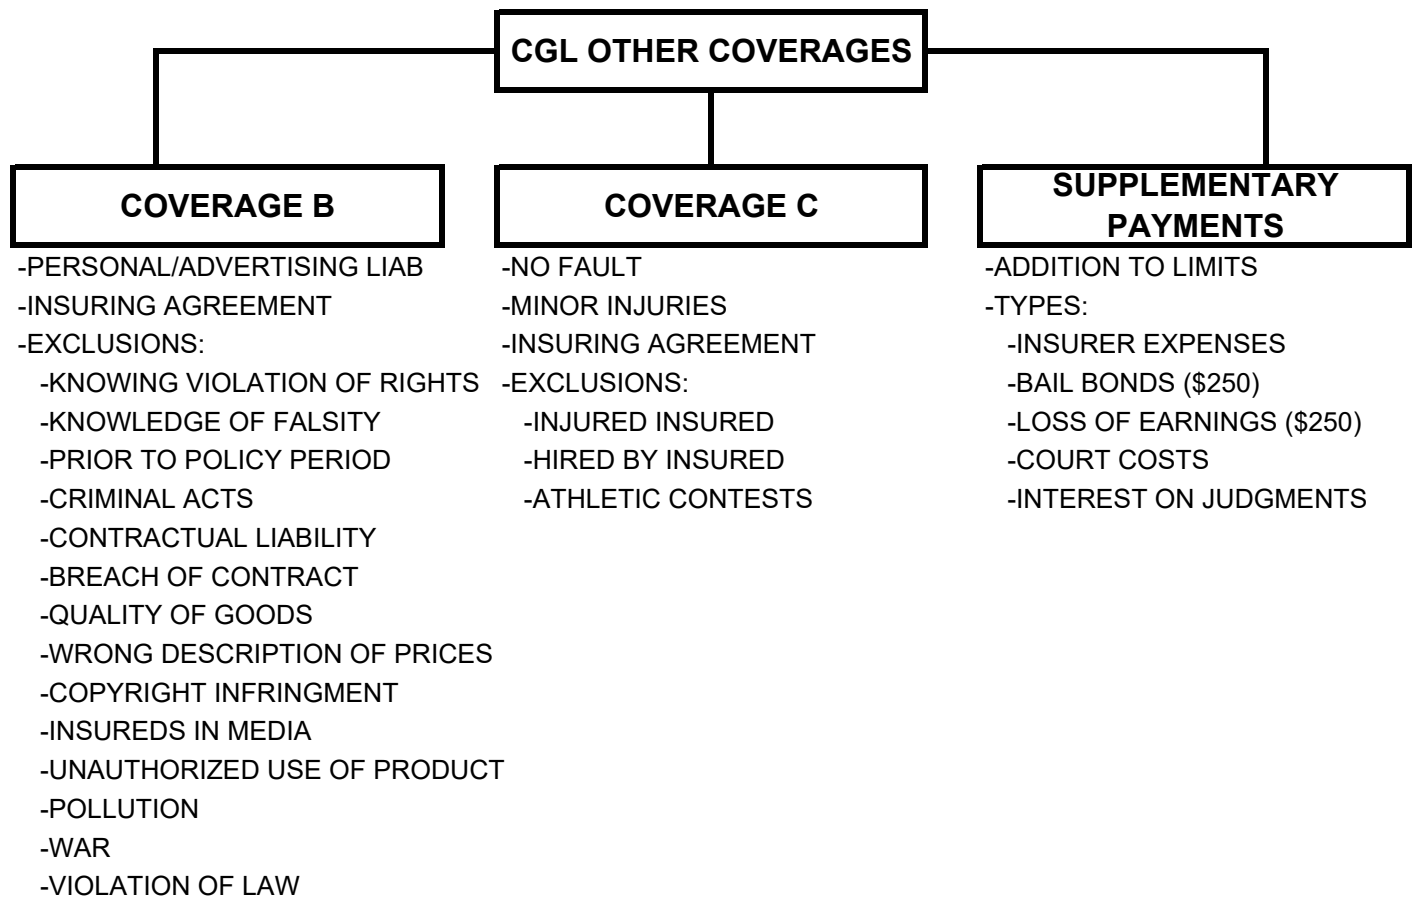 CGL OTHER COVERAGES
COVERAGE B
-PERSONAL/ADVERTISING LIAB
-INSURING AGREEMENT
-EXCLUSIONS:
-KNOWING VIOLATION OF RIGHTS
-KNOWLEDGE OF FALSITY
-PRIOR TO POLICY PERIOD
-CRIMINAL ACTS
-CONTRACTUAL LIABILITY
-BREACH OF CONTRACT
-QUALITY OF GOODS
-WRONG DESCRIPTION OF PRICES
-COPYRIGHT INFRINGMENT
-INSUREDS IN MEDIA
-UNAUTHORIZED USE OF PRODUCT
-POLLUTION
-WAR
-VIOLATION OF LAW
COVERAGE C
-NO FAULT
-MINOR INJURIES
-INSURING AGREEMENT
-EXCLUSIONS:
-INJURED INSURED
-HIRED BY INSURED
-ATHLETIC CONTESTS
SUPPLEMENTARY
PAYMENTS
-ADDITION TO LIMITS
-TYPES:
-INSURER EXPENSES
-BAIL BONDS ($250)
-LOSS OF EARNINGS ($250)
-COURT COSTS
-INTEREST ON JUDGMENTS